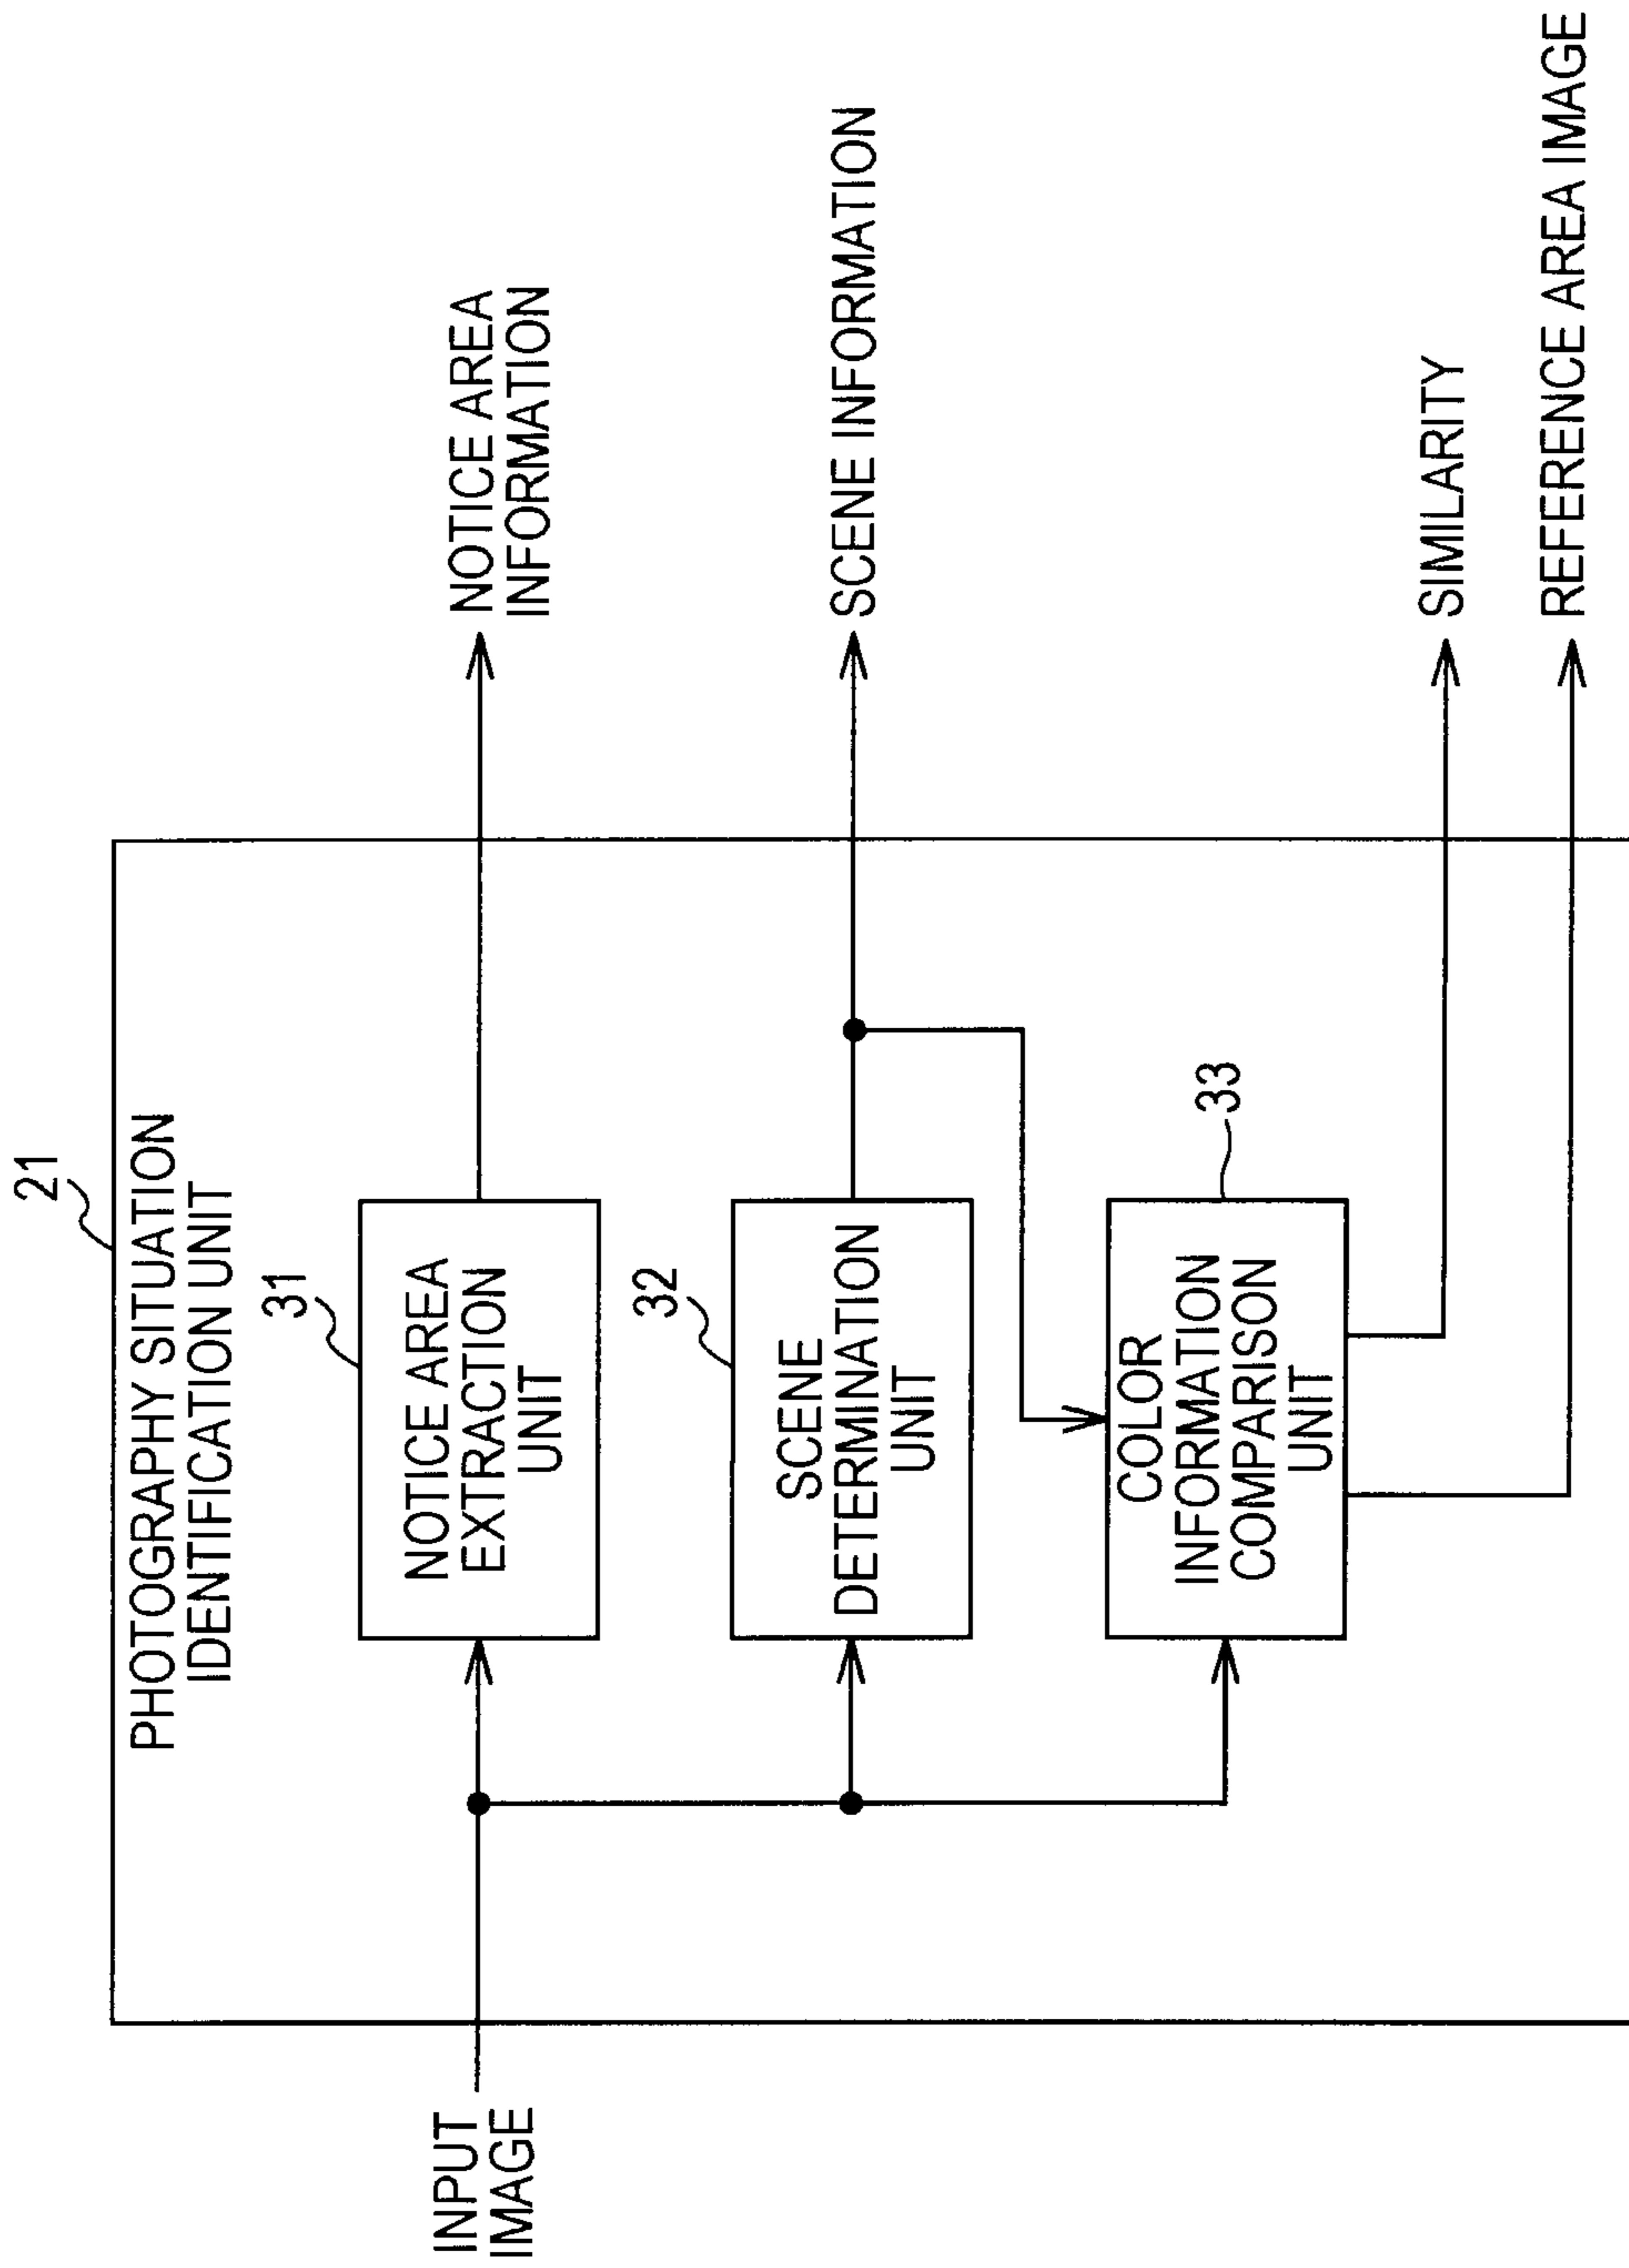 21
PHOTOGRAPHY SITUATION
IDENTIFICATION UNIT
INPUT
IMAGE
31
NOTICE AREA
EXTRACTION
UNIT
NOTICE AREA
INFORMATION
32
SCENE
DETERMINATION
UNIT
SCENE INFORMATION
33
COLOR
INFORMATION
COMPARISON
UNIT
SIMILARITY
REFERENCE AREA IMAGE